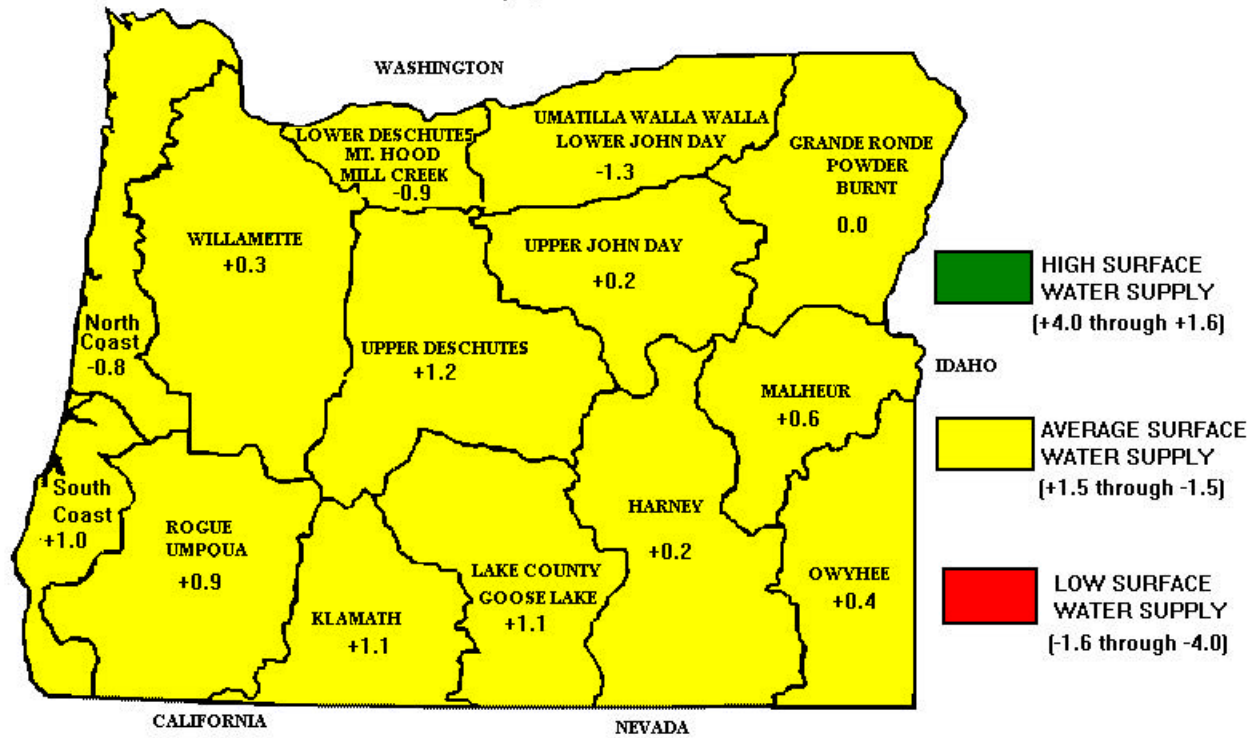 WASHINGTON
UMATILLA WALLA WALLA
LOWER JOHN DAY
-1.3
LOWER DESCHUTES
MT. HOOD
MILL CREEK
-0.9
GRANDE RONDE
POWDER
BURNT
0.0
WILLAMETTE
+0.3
UPPER JOHN DAY
+0.2
North
Coast
-0.8
UPPER DESCHUTES
+1.2
MALHEUR
+0.6
IDAHO
South
Coast
+1.0
ROGUE
UMPQUA
+0.9
HARNEY
+0.2
LAKE COUNTY
GOOSE LAKE
+1.1
KLAMATH
+1.1
OWYHEE
+0.4
CALIFORNIA
NEVADA
HIGH SURFACE
WATER SUPPLY
(+4.0 through +1.6)
AVERAGE SURFACE
WATER SUPPLY
(+1.5 through -1.5)
LOW SURFACE
WATER SUPPLY
(-1.6 through -4.0)